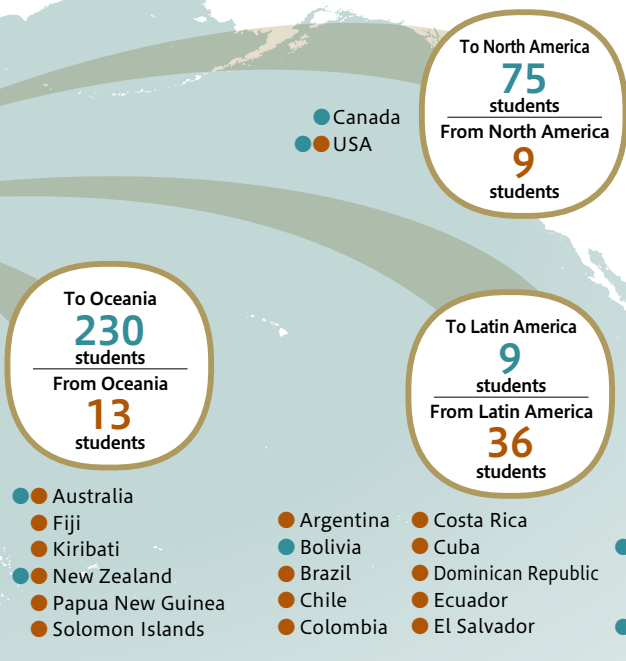 To North America
75
students
From North America
9
students
Canada
USA
To Oceania
230
students
From Oceania
13
students
To Latin America
9
students
From Latin America
36
students
Australia
Fiji
Kiribati
New Zealand
Papua New Guinea
Solomon Islands
Argentina
Bolivia
Brazil
Chile
Colombia
Costa Rica
Cuba
Dominican Republic
Ecuador
El Salvador